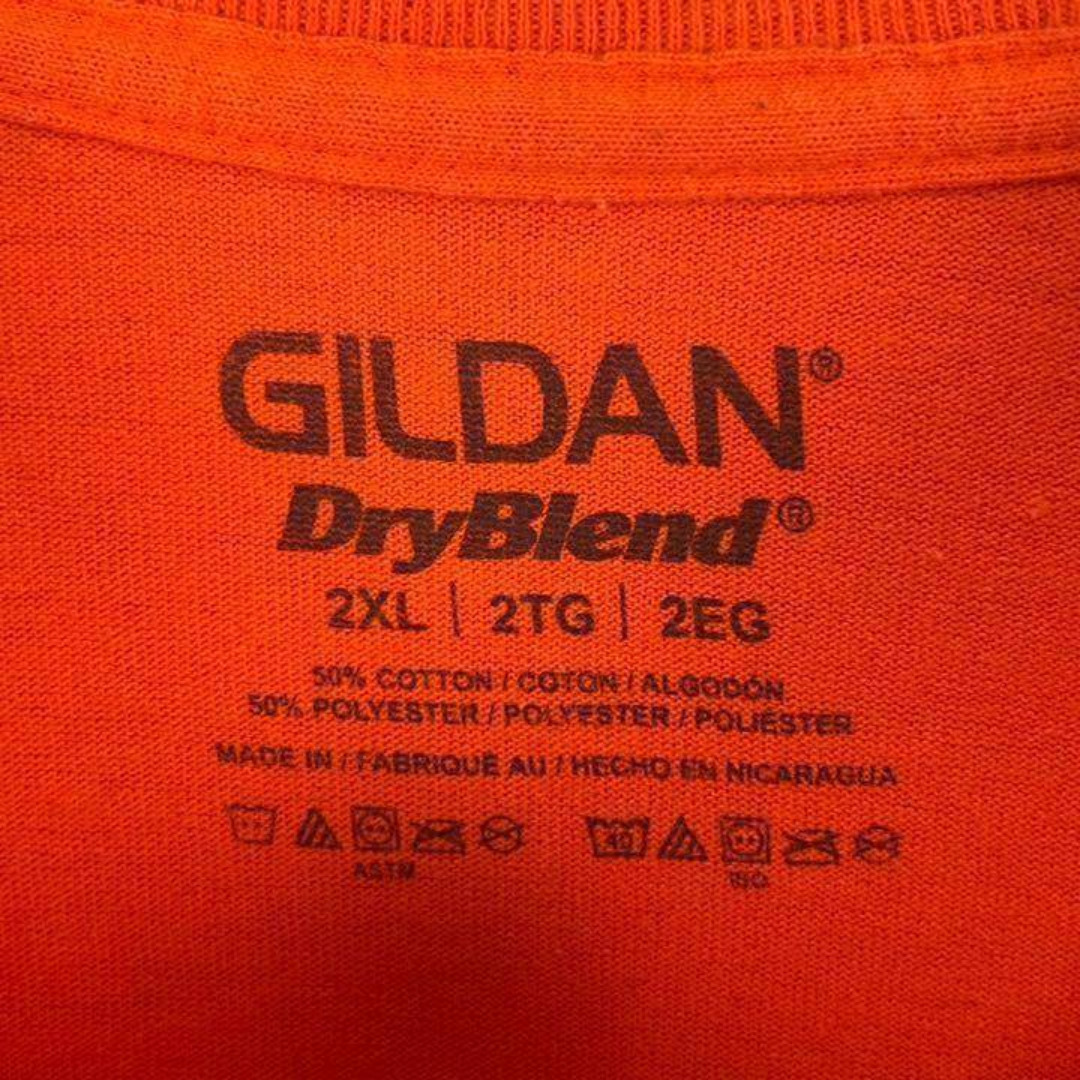 GILDAN®
DryBlend®
2XL | 2TG | 2EG
50% COTTON / COTON / ALGODÓN
50% POLYESTER / POLYESTER / POLIÉSTER
MADE IN / FABRIQUÉ AU / HECHO EN NICARAGUA
40
ASTM ISO